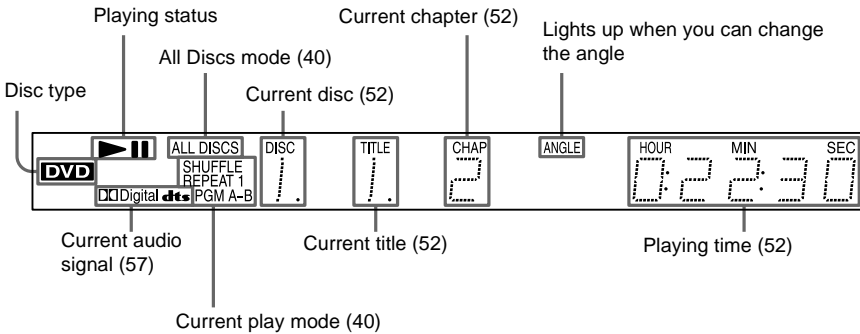 Playing status
Current chapter (52)
Lights up when you can change
the angle
All Discs mode (40)
Disc type
Current disc (52)
ALL DISCS
DISC
TITLE
CHAP
ANGLE
HOUR
MIN
SEC
DVD
SHUFFLE
REPEAT 1
1.
1.
2
0:22:30
Digital dts PGM A-B
Current audio
signal (57)
Current title (52)
Playing time (52)
Current play mode (40)